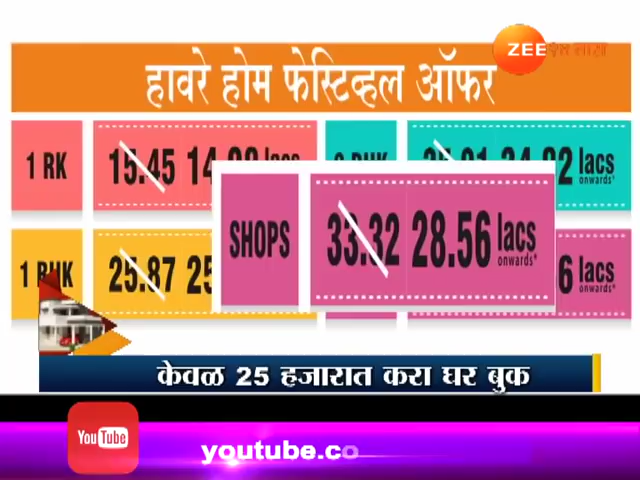 ZEE २४ तास
हावरे होम फेस्टिव्हल ऑफर
1 RK 15.45 lacs
lacs onwards*
SHOPS 33.32 28.56 lacs onwards*
1 BHK 25.87
lacs onwards*
केवळ 25 हजारात करा घर बुक
YouTube youtube.co